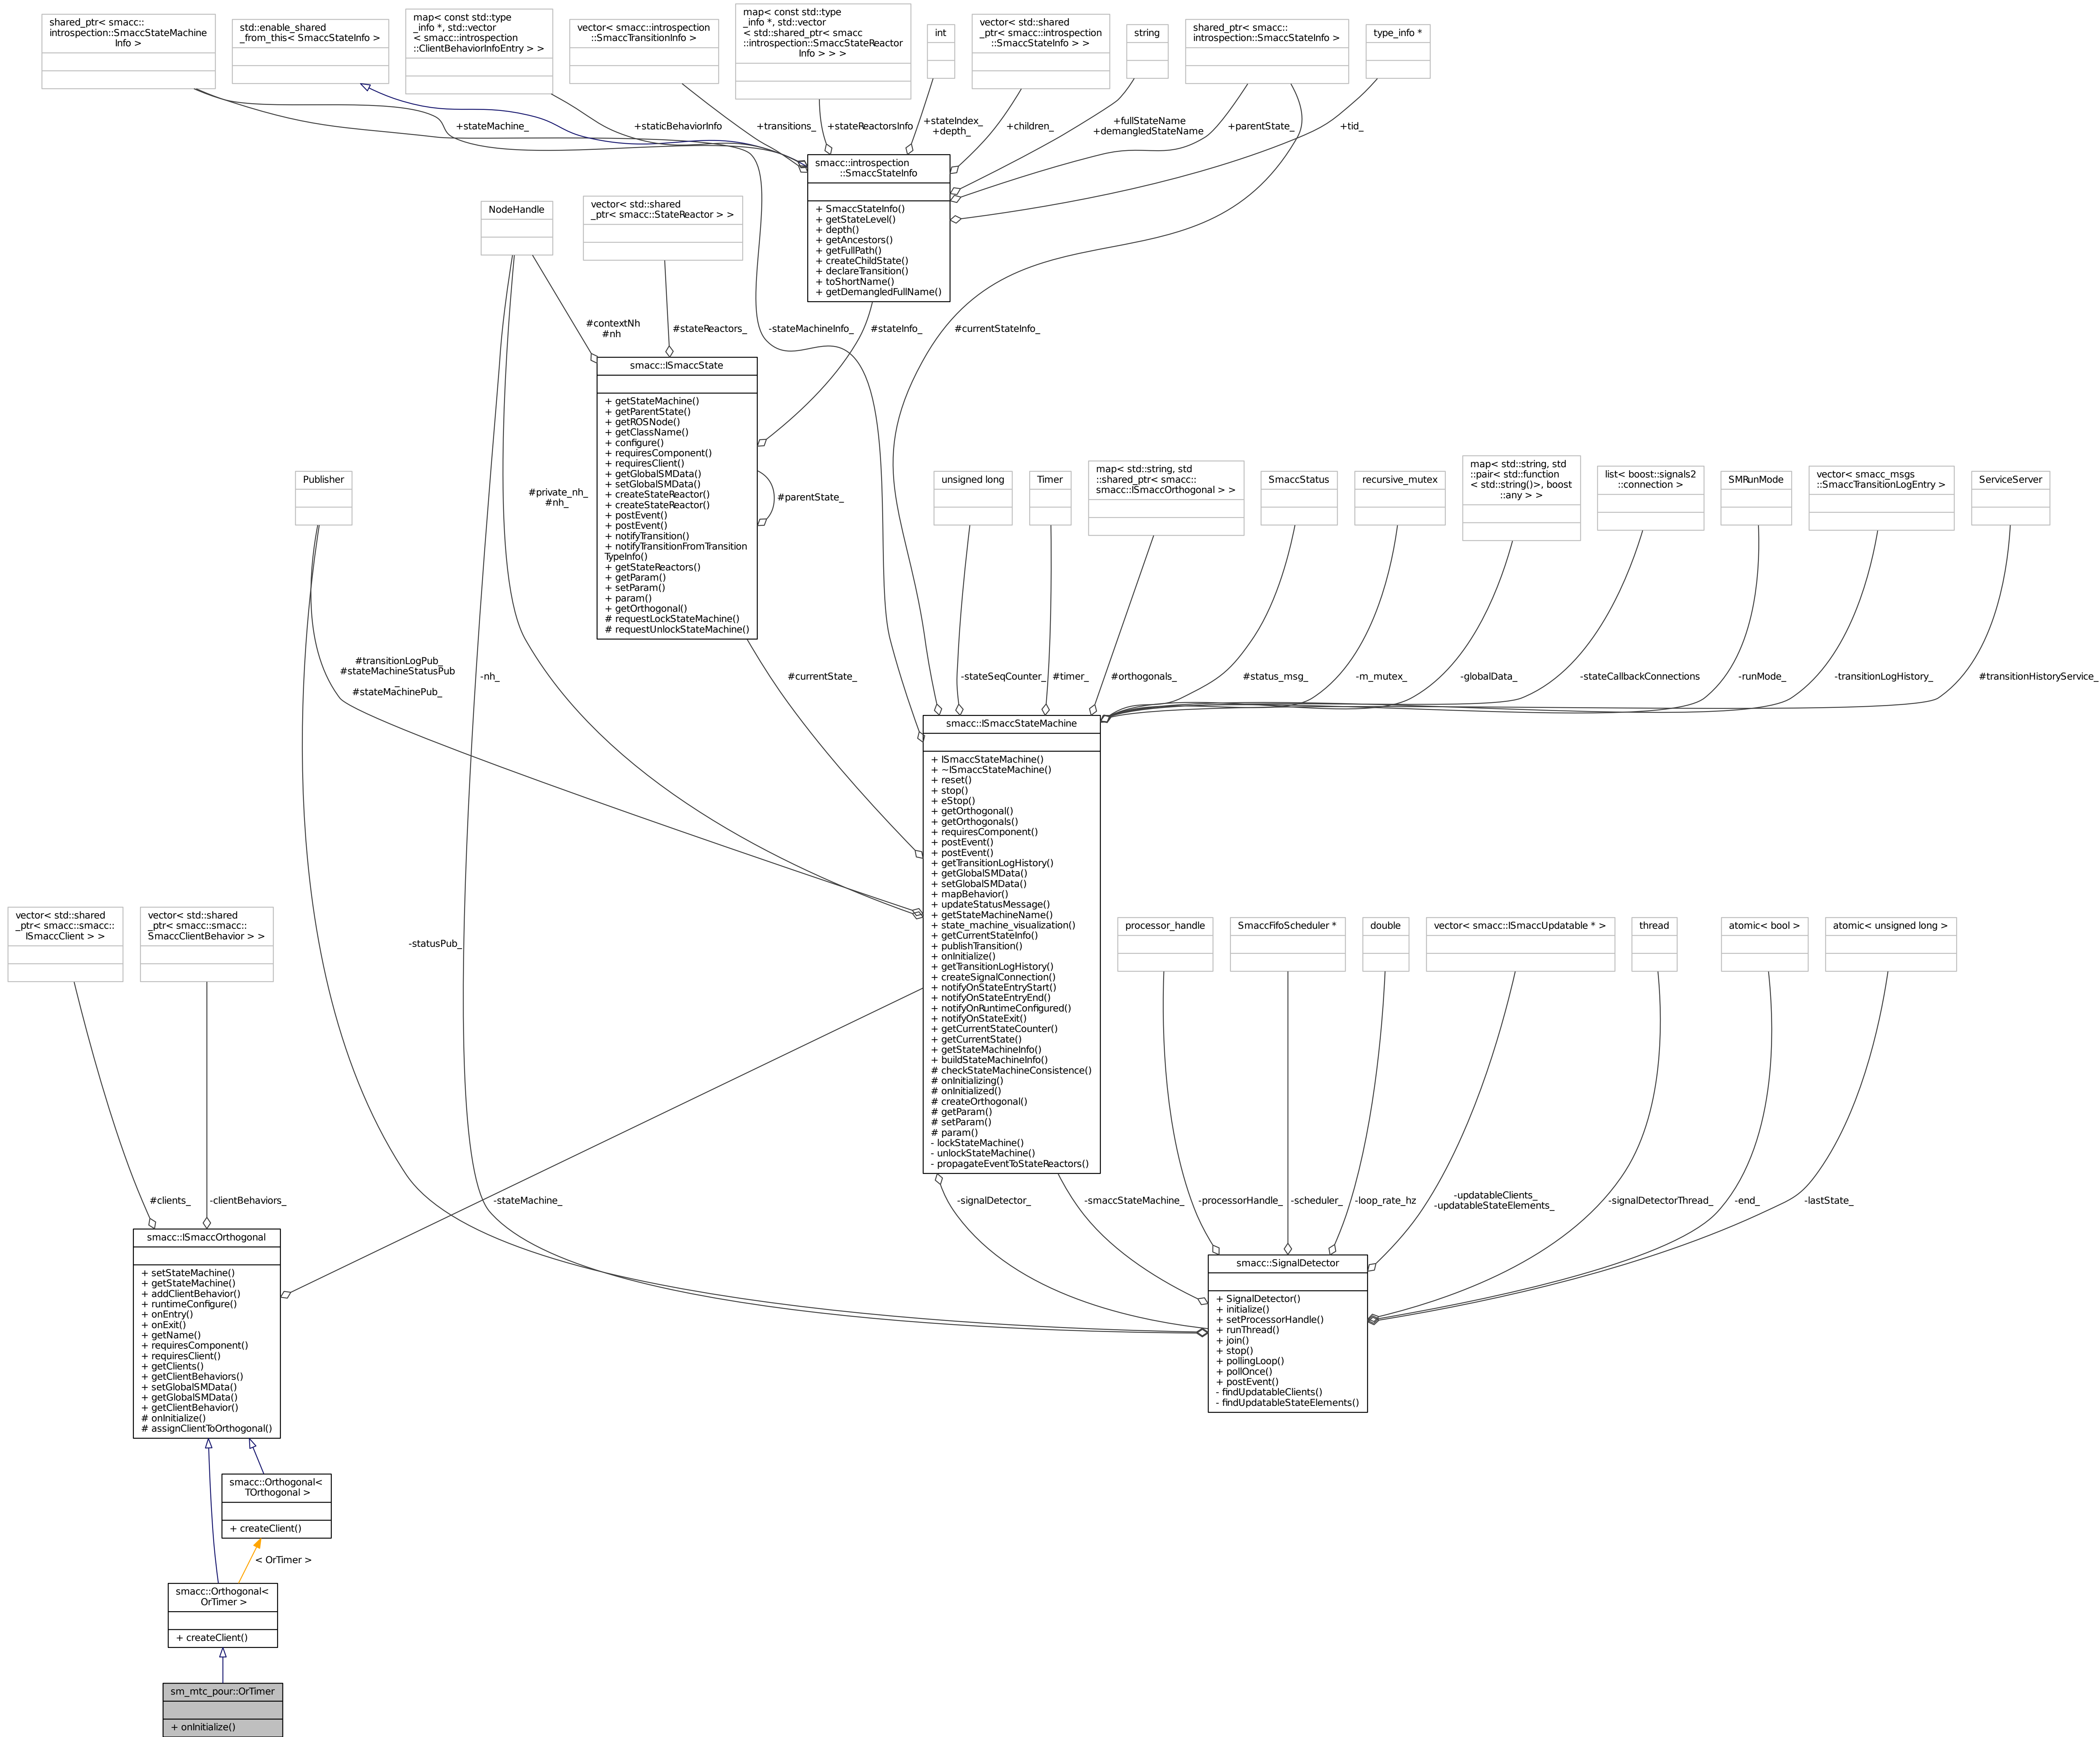 shared_ptr< smacc::
introspection::SmaccStateMachine
Info >
std::enable_shared
_from_this< SmaccStateInfo >
map< const std::type
_info *, std::vector
< smacc::introspection
::ClientBehaviorInfoEntry > >
vector< smacc::introspection
::SmaccTransitionInfo >
map< const std::type
_info *, std::vector
< std::shared_ptr< smacc
::introspection::SmaccStateReactor
Info > > >
int
vector< std::shared
_ptr< smacc::introspection
::SmaccStateInfo > >
string
shared_ptr< smacc::
introspection::SmaccStateInfo >
type_info *
+stateMachine_
+staticBehaviorInfo
+transitions_
+stateReactorsInfo
+stateIndex_
+depth_
+children_
+fullStateName
+demangledStateName
+parentState_
+tid_
smacc::introspection
::SmaccStateInfo
+ SmaccStateInfo()
+ getStateLevel()
+ depth()
+ getAncestors()
+ getFullPath()
+ createChildState()
+ declareTransition()
+ toShortName()
+ getDemangledFullName()
NodeHandle
vector< std::shared
_ptr< smacc::StateReactor > >
#contextNh
#nh
#stateReactors_
-stateMachineInfo_
#stateInfo_
#currentStateInfo_
smacc::ISmaccState
+ getStateMachine()
+ getParentState()
+ getROSNode()
+ getClassName()
+ configure()
+ requiresComponent()
+ requiresClient()
+ getGlobalSMData()
+ setGlobalSMData()
+ createStateReactor()
+ createStateReactor()
+ postEvent()
+ postEvent()
+ notifyTransition()
+ notifyTransitionFromTransition
TypeInfo()
+ getStateReactors()
+ getParam()
+ setParam()
+ param()
+ getOrthogonal()
# requestLockStateMachine()
# requestUnlockStateMachine()
#parentState_
#private_nh_
#nh_
Publisher
unsigned long
Timer
map< std::string, std
::shared_ptr< smacc::
smacc::ISmaccOrthogonal > >
SmaccStatus
recursive_mutex
map< std::string, std
::pair< std::function
< std::string()>, boost
::any > >
list< boost::signals2
::connection >
SMRunMode
vector< smacc_msgs
::SmaccTransitionLogEntry >
ServiceServer
#transitionLogPub_
#stateMachineStatusPub
_
#stateMachinePub_
-nh_
#currentState_
-stateSeqCounter_
#timer_
#orthogonals_
#status_msg_
-m_mutex_
-globalData_
-stateCallbackConnections
-runMode_
-transitionLogHistory_
#transitionHistoryService_
smacc::ISmaccStateMachine
+ ISmaccStateMachine()
+ ~ISmaccStateMachine()
+ reset()
+ stop()
+ eStop()
+ getOrthogonal()
+ getOrthogonals()
+ requiresComponent()
+ postEvent()
+ postEvent()
+ getTransitionLogHistory()
+ getGlobalSMData()
+ setGlobalSMData()
+ mapBehavior()
+ updateStatusMessage()
+ getStateMachineName()
+ state_machine_visualization()
+ getCurrentStateInfo()
+ publishTransition()
+ onInitialize()
+ getTransitionLogHistory()
+ createSignalConnection()
+ notifyOnStateEntryStart()
+ notifyOnStateEntryEnd()
+ notifyOnRuntimeConfigured()
+ notifyOnStateExit()
+ getCurrentStateCounter()
+ getCurrentState()
+ getStateMachineInfo()
+ buildStateMachineInfo()
# checkStateMachineConsistence()
# onInitializing()
# onInitialized()
# createOrthogonal()
# getParam()
# setParam()
# param()
- lockStateMachine()
- unlockStateMachine()
- propagateEventToStateReactors()
vector< std::shared
_ptr< smacc::smacc::
ISmaccClient > >
vector< std::shared
_ptr< smacc::smacc::
SmaccClientBehavior > >
-statusPub_
processor_handle
SmaccFifoScheduler *
double
vector< smacc::ISmaccUpdatable * >
thread
atomic< bool >
atomic< unsigned long >
#clients_
-clientBehaviors_
-stateMachine_
-signalDetector_
-smaccStateMachine_
-processorHandle_
-scheduler_
-loop_rate_hz
-updatableClients_
-updatableStateElements_
-signalDetectorThread_
-end_
-lastState_
smacc::ISmaccOrthogonal
+ setStateMachine()
+ getStateMachine()
+ addClientBehavior()
+ runtimeConfigure()
+ onEntry()
+ onExit()
+ getName()
+ requiresComponent()
+ requiresClient()
+ getClients()
+ getClientBehaviors()
+ setGlobalSMData()
+ getGlobalSMData()
+ getClientBehavior()
# onInitialize()
# assignClientToOrthogonal()
smacc::SignalDetector
+ SignalDetector()
+ initialize()
+ setProcessorHandle()
+ runThread()
+ join()
+ stop()
+ pollingLoop()
+ pollOnce()
+ postEvent()
- findUpdatableClients()
- findUpdatableStateElements()
smacc::Orthogonal<
TOrthogonal >
+ createClient()
< OrTimer >
smacc::Orthogonal<
OrTimer >
+ createClient()
sm_mtc_pour::OrTimer
+ onInitialize()